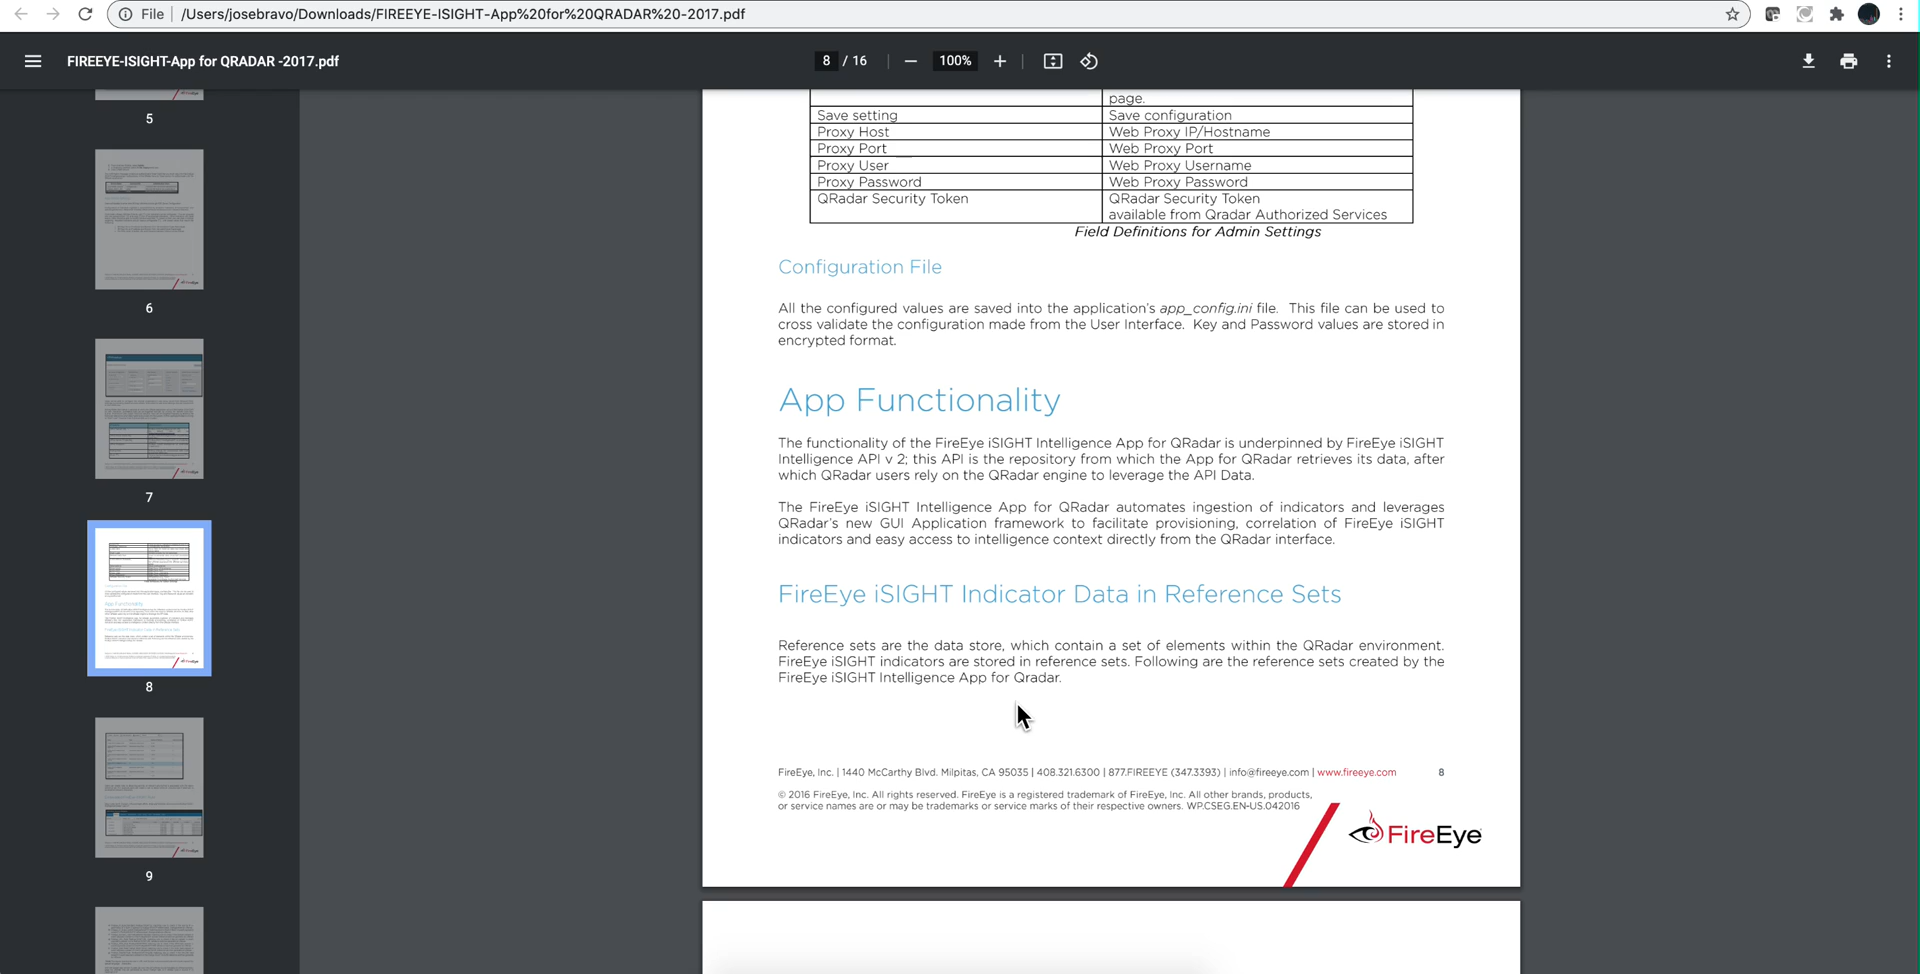 File | /Users/josebravo/Downloads/FIREEYE-ISIGHT-App%20for%20QRADAR%20-2017.pdf
FIREEYE-ISIGHT-App for QRADAR -2017.pdf
8 / 16
100%
5
6
7
8
9
page.
Save setting Save configuration
Proxy Host Web Proxy IP/Hostname
Proxy Port Web Proxy Port
Proxy User Web Proxy Username
Proxy Password Web Proxy Password
QRadar Security Token QRadar Security Token
available from Qradar Authorized Services
Field Definitions for Admin Settings
Configuration File
All the configured values are saved into the application's app_config.ini file. This file can be used to
cross validate the configuration made from the User Interface. Key and Password values are stored in
encrypted format.
App Functionality
The functionality of the FireEye iSIGHT Intelligence App for QRadar is underpinned by FireEye iSIGHT
Intelligence API v 2; this API is the repository from which the App for QRadar retrieves its data, after
which QRadar users rely on the QRadar engine to leverage the API Data.
The FireEye iSIGHT Intelligence App for QRadar automates ingestion of indicators and leverages
QRadar's new GUI Application framework to facilitate provisioning, correlation of FireEye iSIGHT
indicators and easy access to intelligence context directly from the QRadar interface.
FireEye iSIGHT Indicator Data in Reference Sets
Reference sets are the data store, which contain a set of elements within the QRadar environment.
FireEye iSIGHT indicators are stored in reference sets. Following are the reference sets created by the
FireEye iSIGHT Intelligence App for Qradar.
FireEye, Inc. | 1440 McCarthy Blvd. Milpitas, CA 95035 | 408.321.6300 | 877.FIREEYE (347.3393) | info@fireeye.com | www.fireeye.com 8
© 2016 FireEye, Inc. All rights reserved. FireEye is a registered trademark of FireEye, Inc. All other brands, products,
or service names are or may be trademarks or service marks of their respective owners. WP.CSEG.EN-US.042016
FireEye